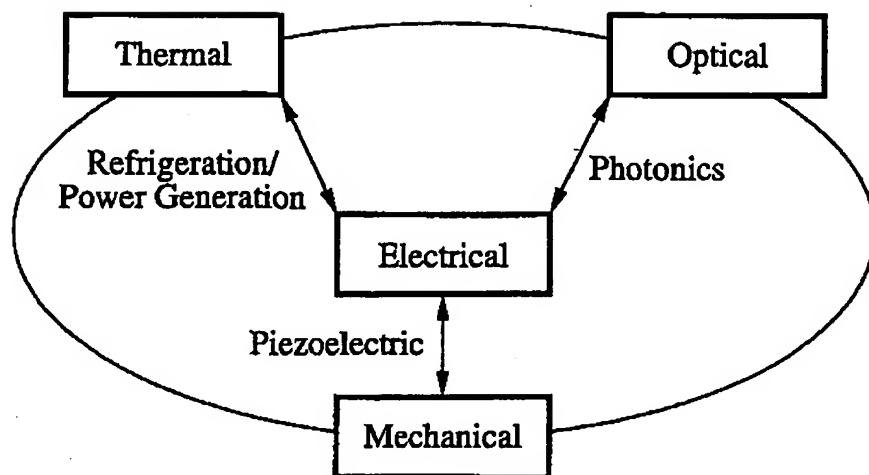 Thermal
Optical
Refrigeration/
Power Generation
Photonics
Electrical
Piezoelectric
Mechanical